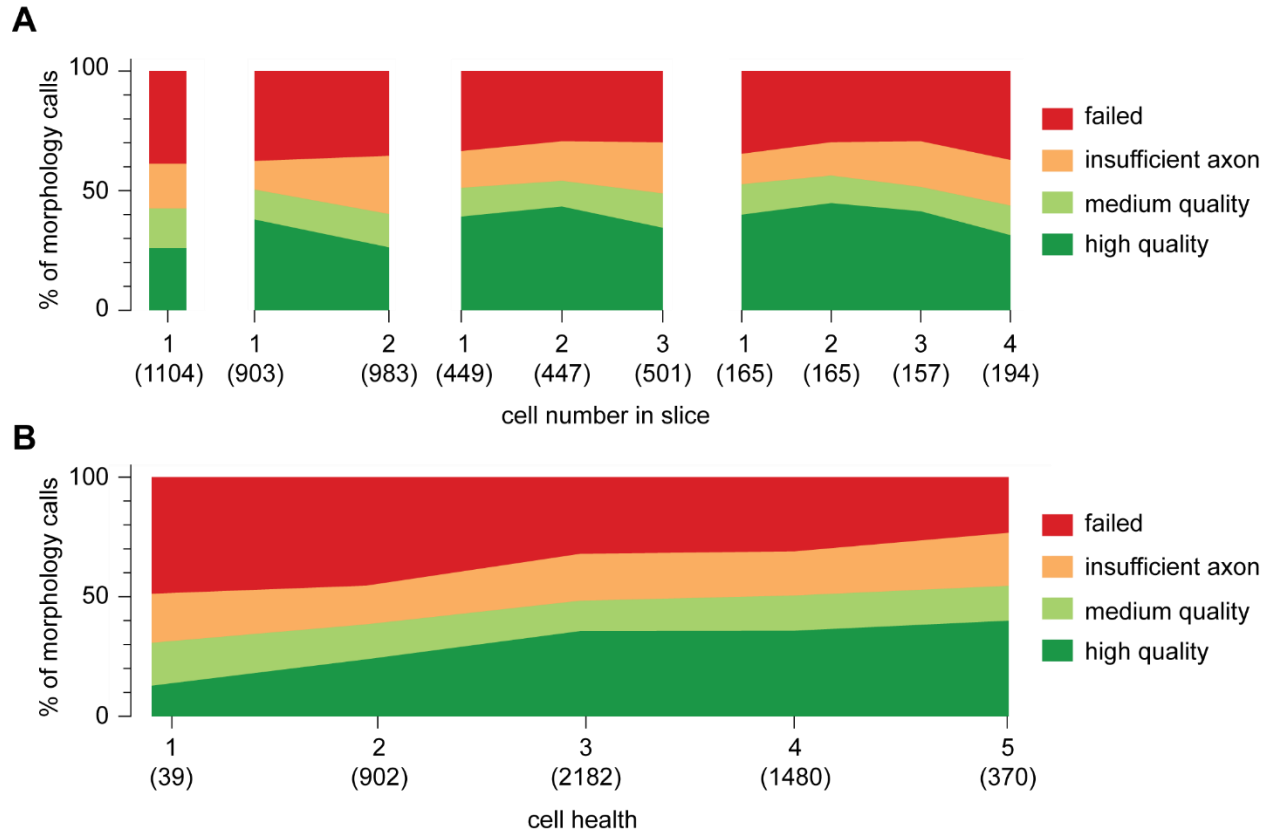 A
% of morphology calls
100
50
0
1 1 2 1 2 3 1 2 3 4
(1104) (903) (983) (449) (447) (501) (165) (165) (157) (194)
cell number in slice
failed
insufficient axon
medium quality
high quality
B
% of morphology calls
100
50
0
1 2 3 4 5
(39) (902) (2182) (1480) (370)
cell health
failed
insufficient axon
medium quality
high quality